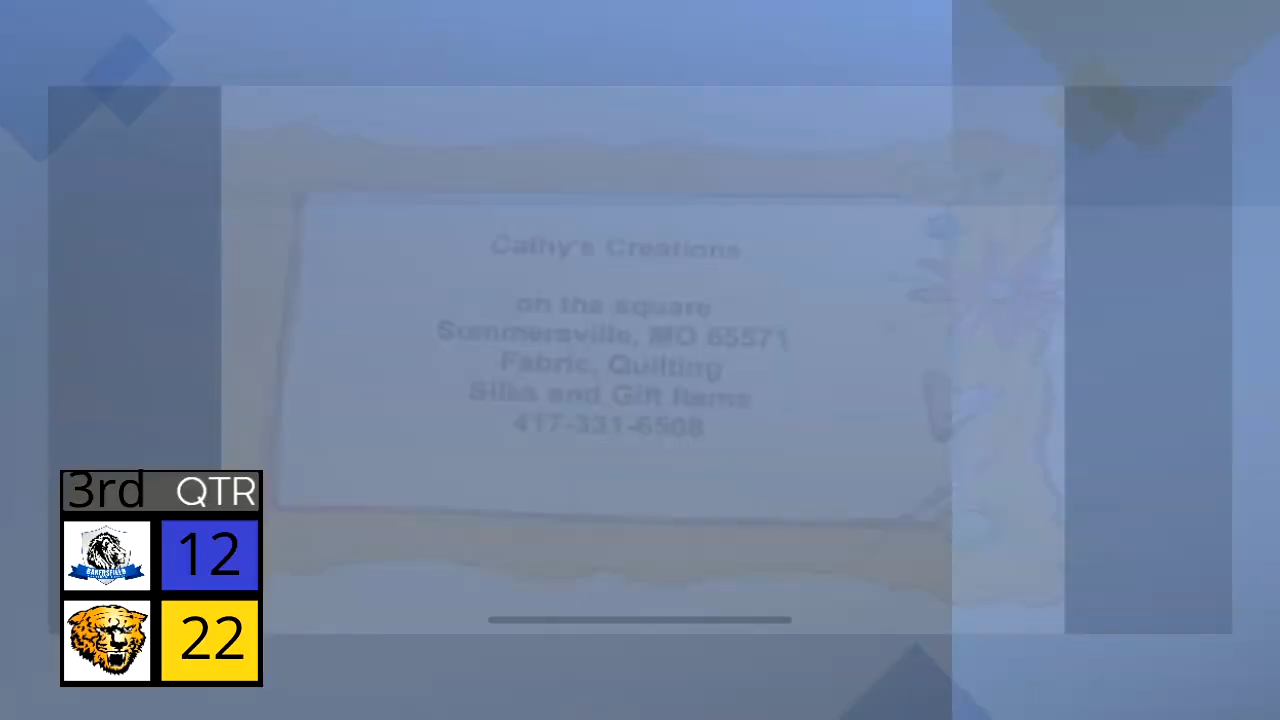 Cathy's Creations
on the square
Summersville, MO 65571
Fabric, Quilting
Silks and Gift Items
417-331-6508
3rd QTR
BAKERSFIELD
12
22